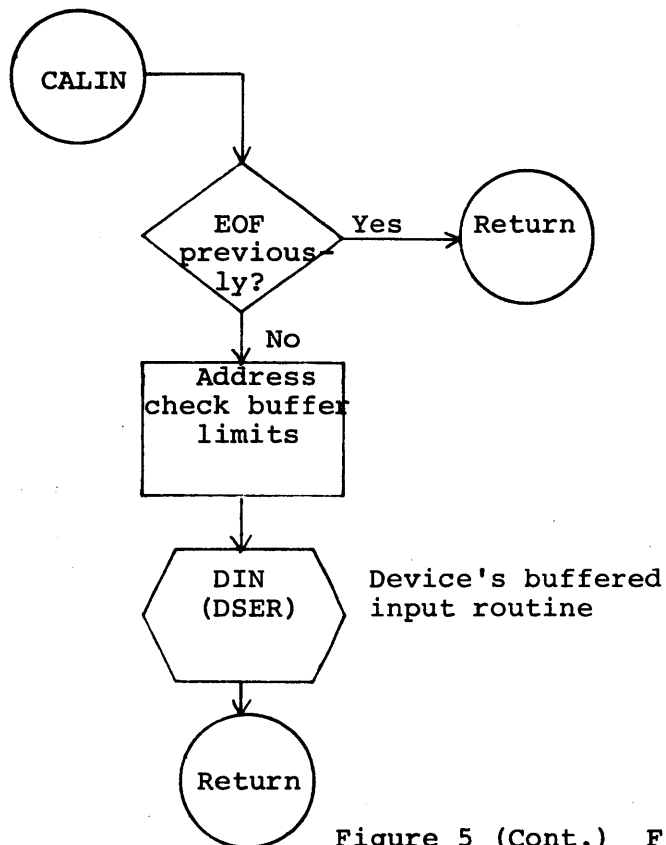 CALIN
EOF
previous-
ly?
Yes
Return
No
Address
check buffer
limits
DIN
(DSER)
Device's buffered
input routine
Return
Figure 5 (Cont.) F